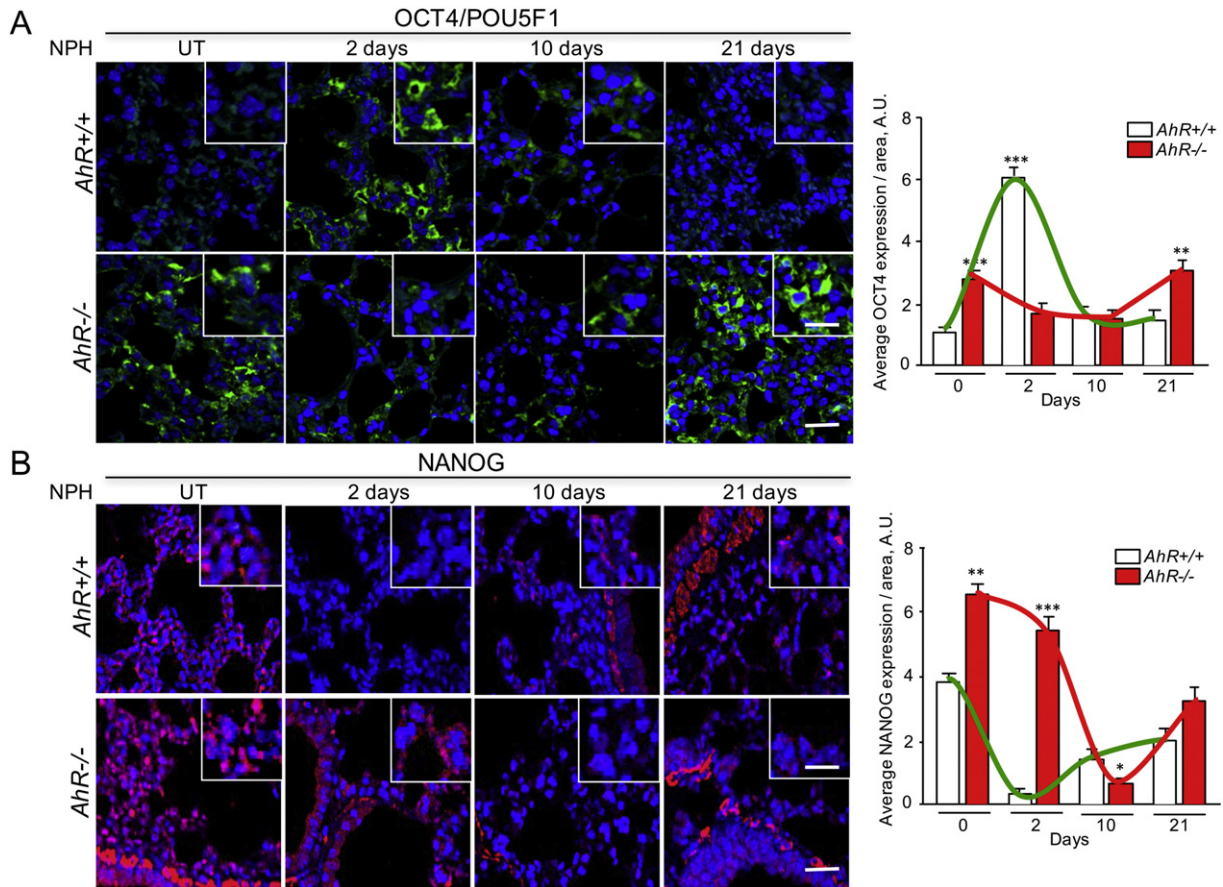 A
OCT4/POU5F1
NPH UT 2 days 10 days 21 days
AhR+/+
AhR-/-
Average OCT4 expression / area, A.U.
8
6
4
2
0
AhR+/+
AhR-/-
***
***
**
0 2 10 21
Days
B
NANOG
NPH UT 2 days 10 days 21 days
AhR+/+
AhR-/-
Average NANOG expression / area, A.U.
8
6
4
2
0
AhR+/+
AhR-/-
**
***
*
0 2 10 21
Days